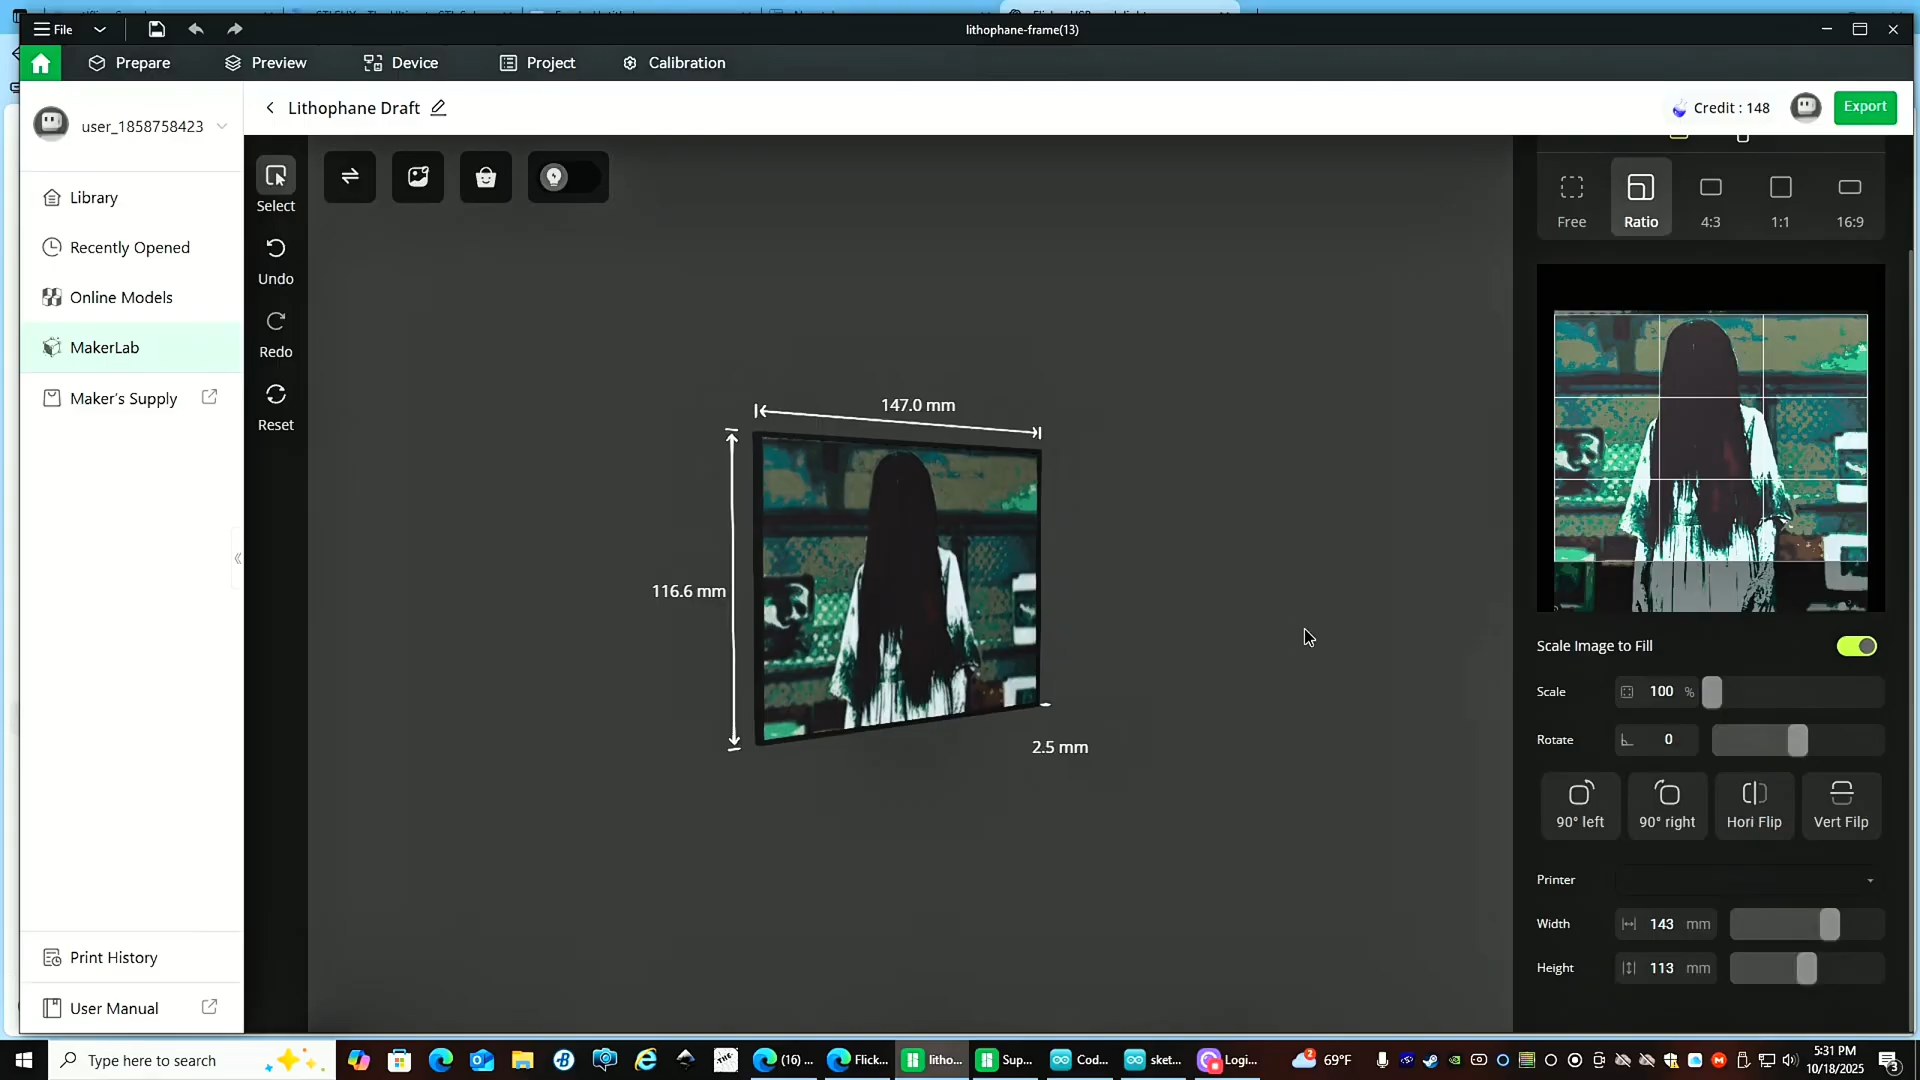 File
lithophane-frame(13)
Prepare
Preview
Device
Project
Calibration
user_1858758423
Lithophane Draft
Credit : 148
Export
Library
Recently Opened
Online Models
MakerLab
Maker's Supply
Print History
User Manual
Select
Undo
Redo
Reset
147.0 mm
116.6 mm
2.5 mm
Free
Ratio
4:3
1:1
16:9
Scale Image to Fill
Scale
100 %
Rotate
0
90° left
90° right
Hori Flip
Vert Filp
Printer
Width
143 mm
Height
113 mm
Type here to search
(16) ...
Flick...
litho...
Sup...
Cod...
sket...
Logi...
2
69°F
5:31 PM
10/18/2025
3